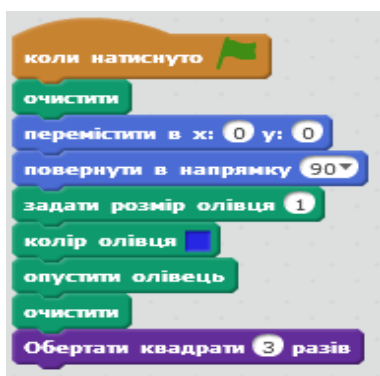 коли натиснуто
очистити
перемістити в x: 0 y: 0
повернути в напрямку 90
задати розмір олівця 1
колір олівця
опустити олівець
очистити
Обертати квадрати 3 разів